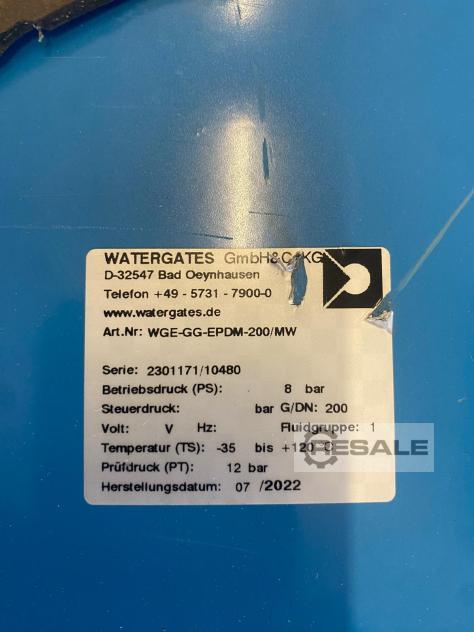 WATERGATES GmbH&C KG
D-32547 Bad Oeynhausen
Telefon +49 - 5731 - 7900-0
www.watergates.de
Art.Nr: WGE-GG-EPDM-200/MW
Serie: 2301171/10480
Betriebsdruck (PS): 8 bar
Steuerdruck: bar G/DN: 200
Volt: V Hz: Fluidgruppe: 1
Temperatur (TS): -35 bis +120 °C
Prüfdruck (PT): 12 bar
Herstellungsdatum: 07 /2022
RESALE